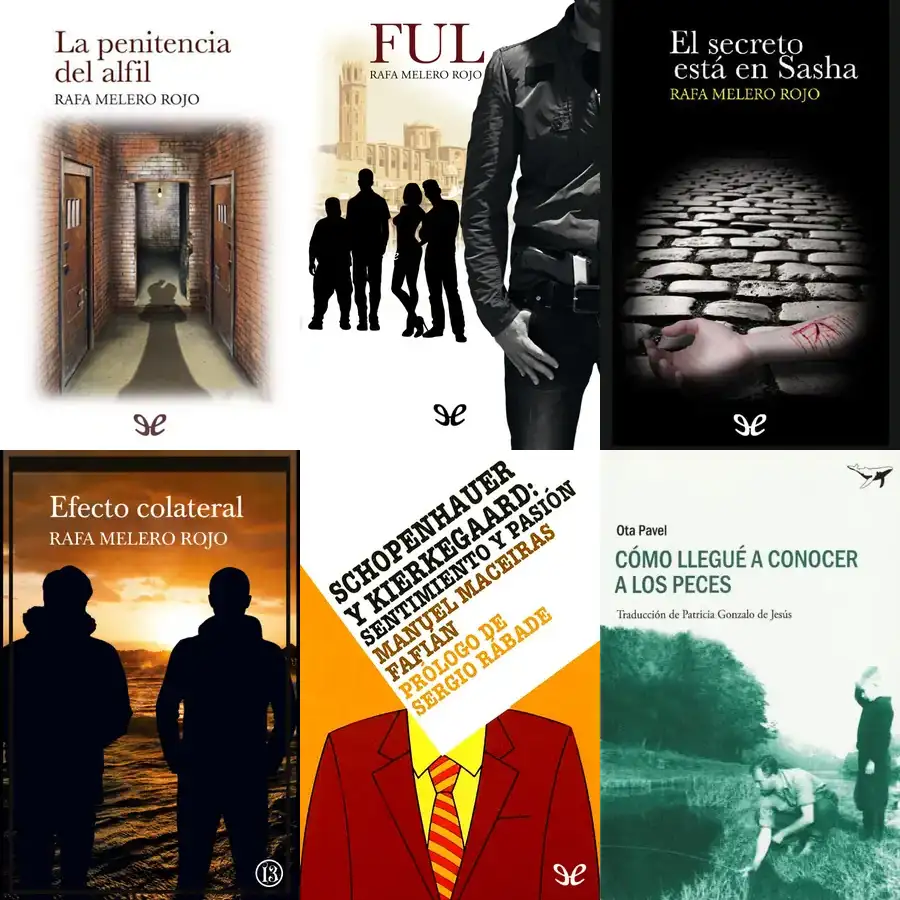 La penitencia
del alfil
RAFA MELERO ROJO
FUL
RAFA MELERO ROJO
El secreto
está en Sasha
RAFA MELERO ROJO
Efecto colateral
RAFA MELERO ROJO
13
SCHOPENHAUER
Y KIERKEGAARD:
SENTIMIENTO Y PASIÓN
MANUEL MACEIRAS
FAFIÁN
PRÓLOGO DE
SERGIO RÁBADE
Ota Pavel
CÓMO LLEGUÉ A CONOCER
A LOS PECES
Traducción de Patricia Gonzalo de Jesús